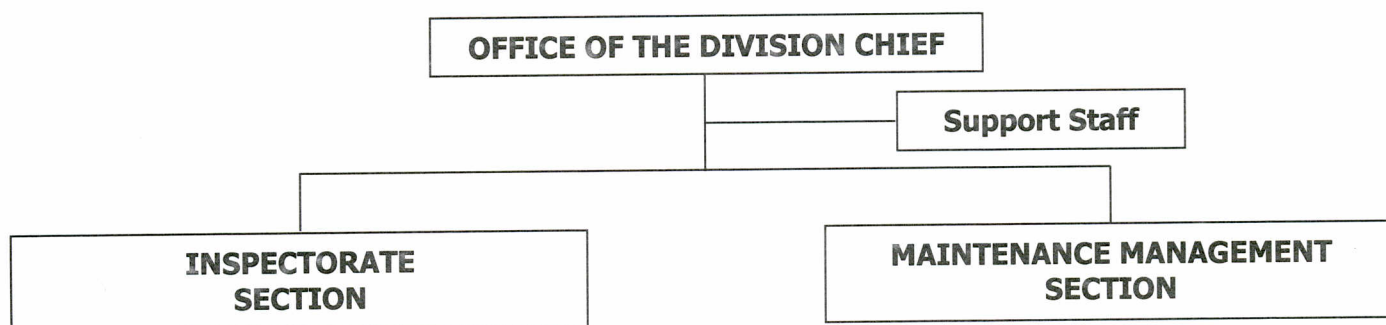 OFFICE OF THE DIVISION CHIEF
Support Staff
INSPECTORATE
SECTION
MAINTENANCE MANAGEMENT
SECTION